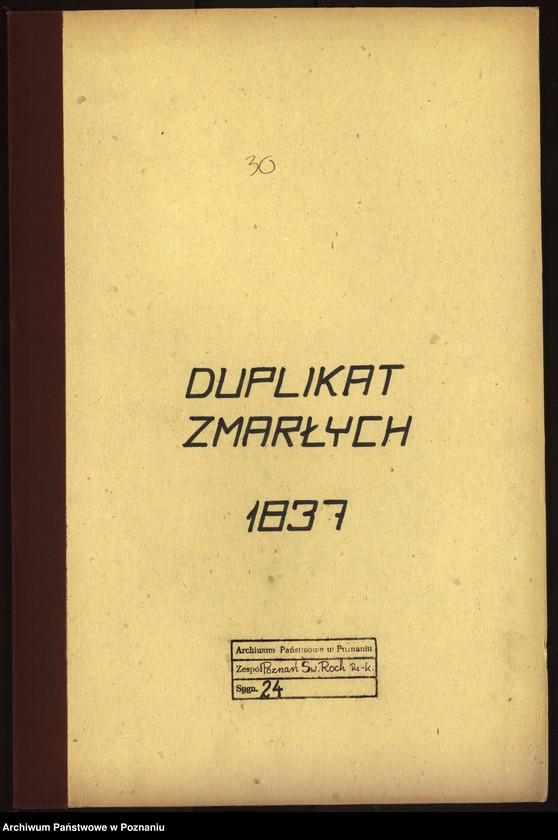 30
DUPLIKAT
ZMARŁYCH
1837
Archiwum Państwowe w Poznaniu
Zespół Poznań Św. Roch Rz-k.
Sygn. 24
Archiwum Państwowe w Poznaniu